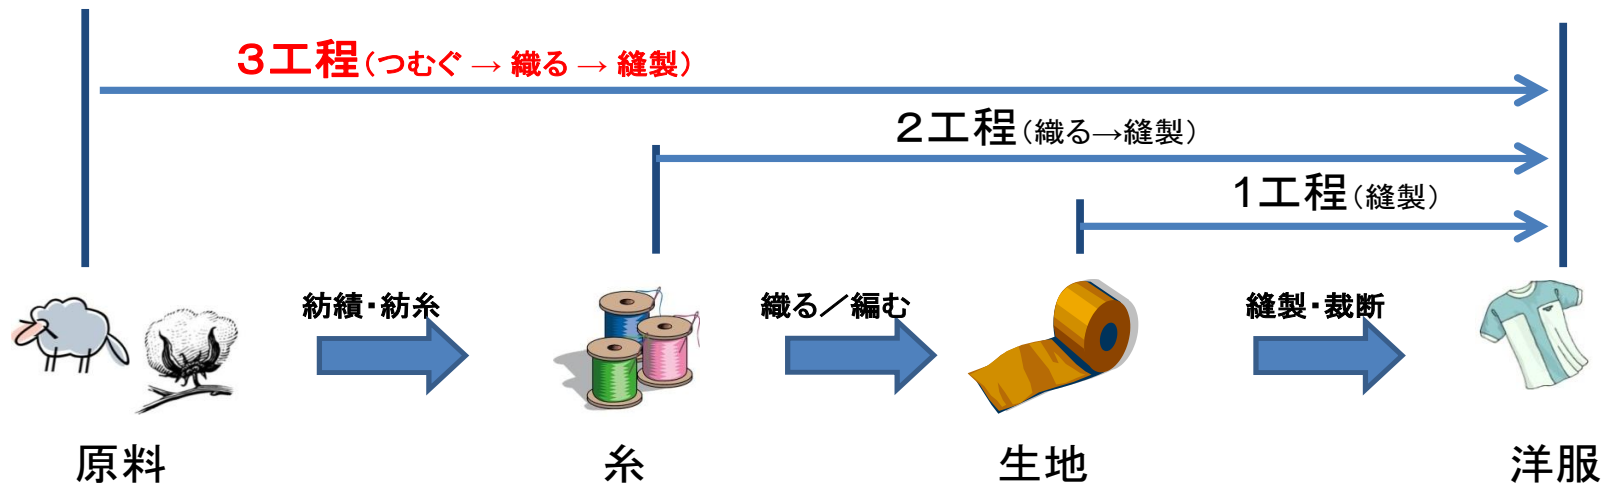 3工程(つむぐ → 織る → 縫製)
2工程(織る→縫製)
1工程(縫製)
紡績・紡糸
織る／編む
縫製・裁断
原料
糸
生地
洋服